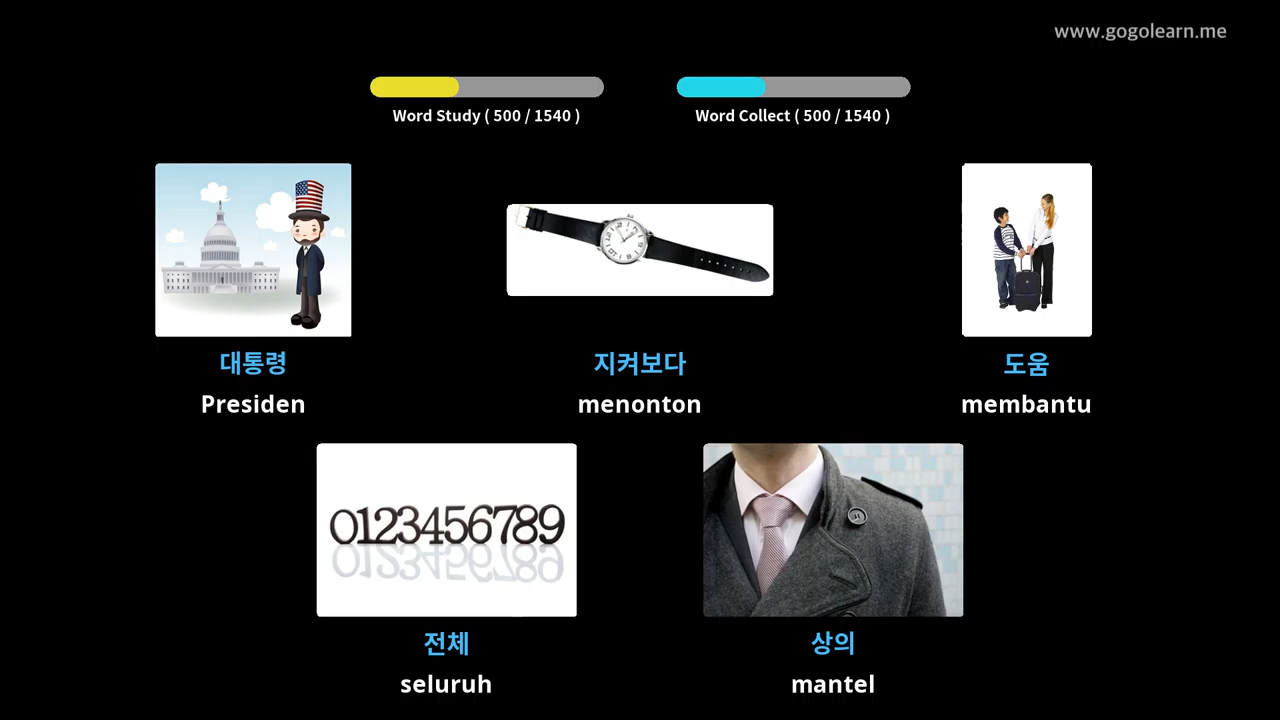 www.gogolearn.me
Word Study ( 500 / 1540 )
Word Collect ( 500 / 1540 )
대통령
Presiden
지켜보다
menonton
도움
membantu
0123456789
전체
seluruh
상의
mantel